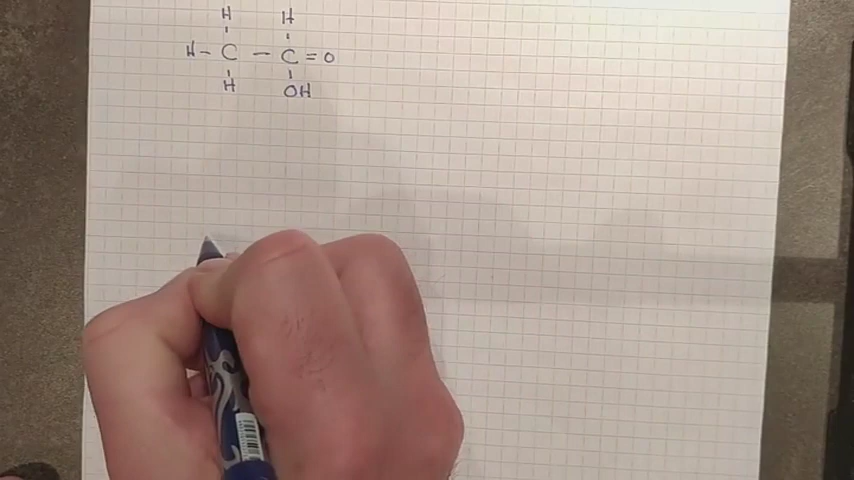 H H
H - C - C = O
H OH